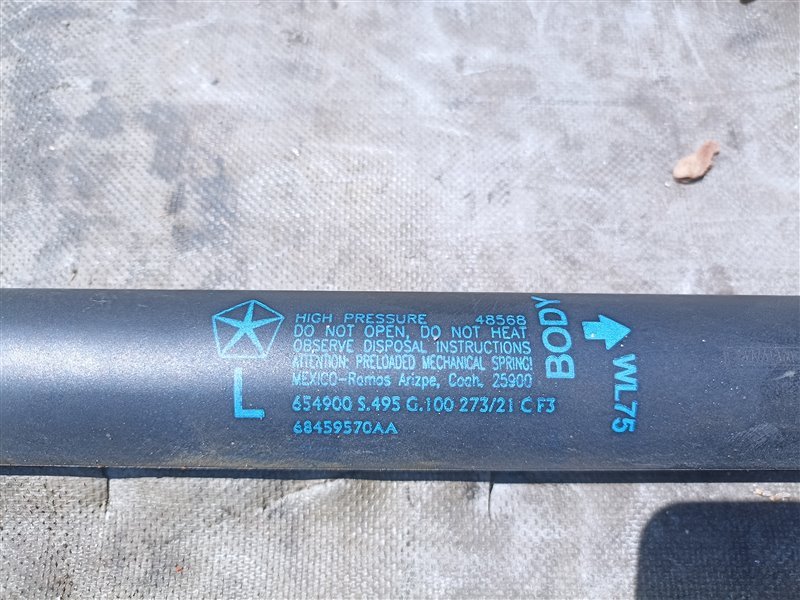 HIGH PRESSURE 48568
DO NOT OPEN, DO NOT HEAT
OBSERVE DISPOSAL INSTRUCTIONS
ATTENTION: PRELOADED MECHANICAL SPRING!
MEXICO-Ramos Arizpe, Coah. 25900
L
654900 S.495 G.100 273/21 C F3
68459570AA
BODY
WL75